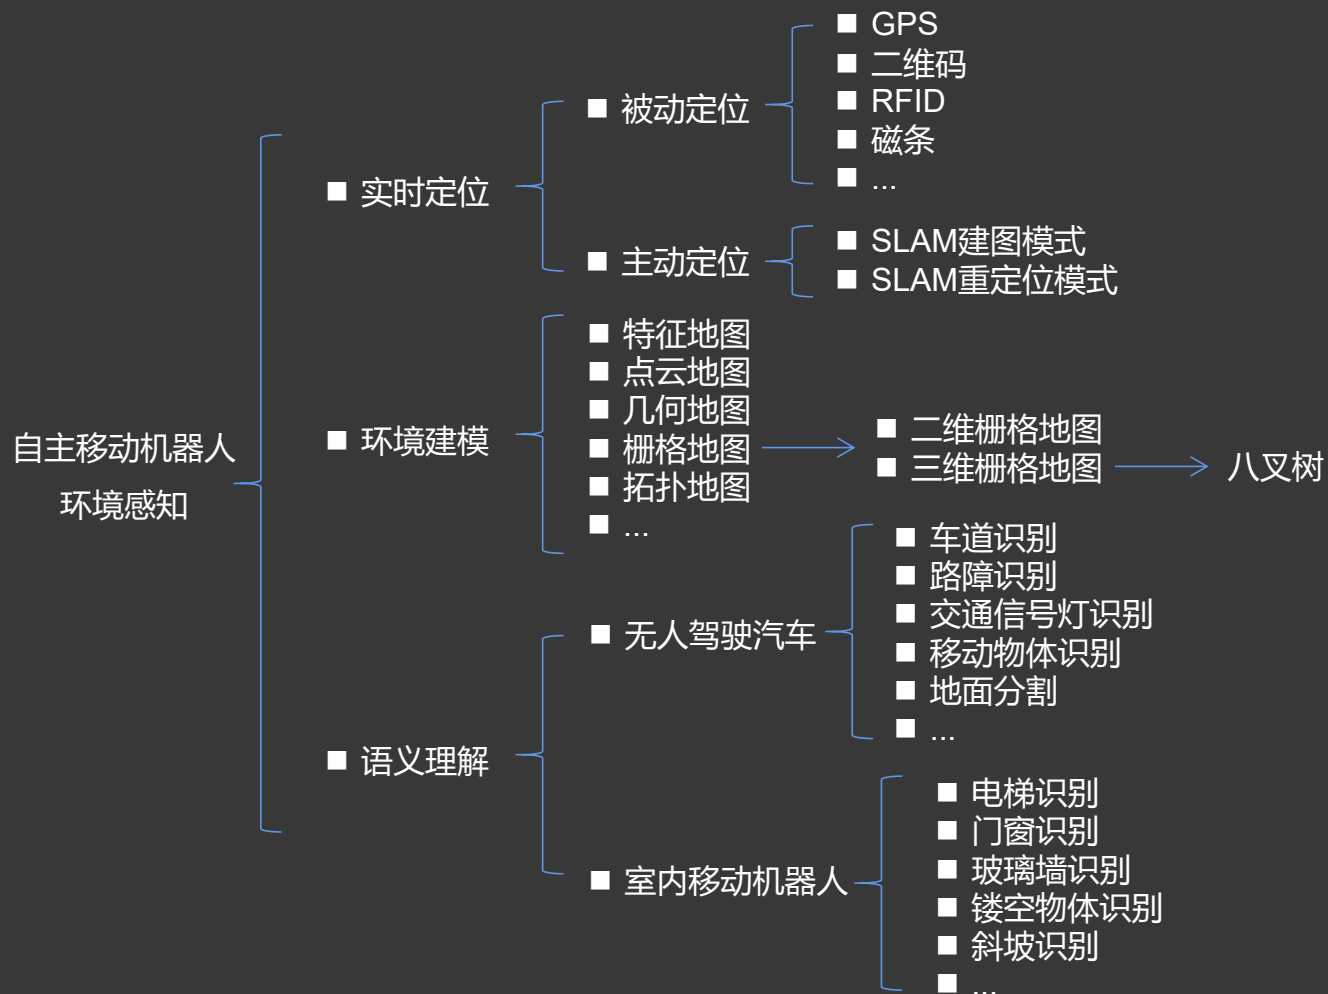 自主移动机器人
环境感知
实时定位
被动定位
GPS
二维码
RFID
磁条
...
主动定位
SLAM建图模式
SLAM重定位模式
环境建模
特征地图
点云地图
几何地图
栅格地图
拓扑地图
...
二维栅格地图
三维栅格地图
八叉树
语义理解
无人驾驶汽车
车道识别
路障识别
交通信号灯识别
移动物体识别
地面分割
...
室内移动机器人
电梯识别
门窗识别
玻璃墙识别
镂空物体识别
斜坡识别
...